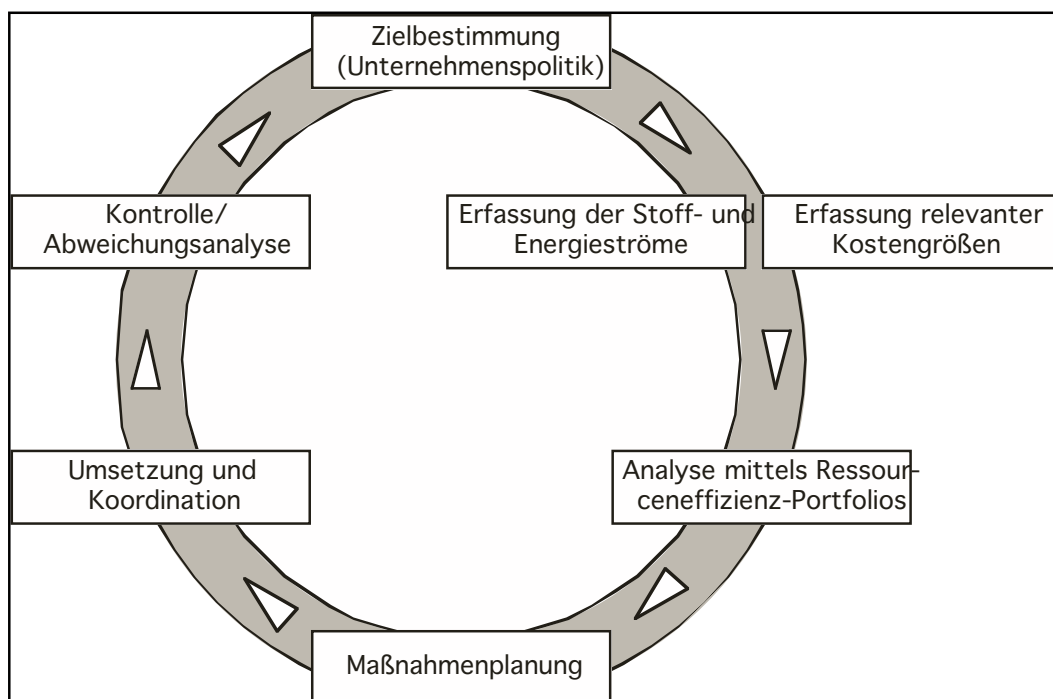 Zielbestimmung
(Unternehmenspolitik)
Kontrolle/
Abweichungsanalyse
Erfassung der Stoff- und
Energieströme
Erfassung relevanter
Kostengrößen
Umsetzung und
Koordination
Analyse mittels Ressour-
ceneffizienz-Portfolios
Maßnahmenplanung